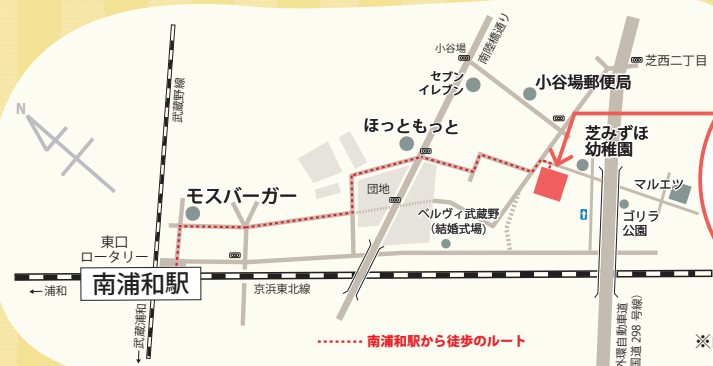 小谷場
南陸橋通り
芝西二丁目
セブン
イレブン
小谷場郵便局
武蔵野線
N
ほっともっと
芝みずほ
幼稚園
団地
マルエツ
モスバーガー
ベルヴィ武蔵野
(結婚式場)
ゴリラ
公園
東口
ロータリー
南浦和駅
←浦和
京浜東北線
←武蔵浦和
外環自動車道
国道 298 号線)
南浦和駅から徒歩のルート
※